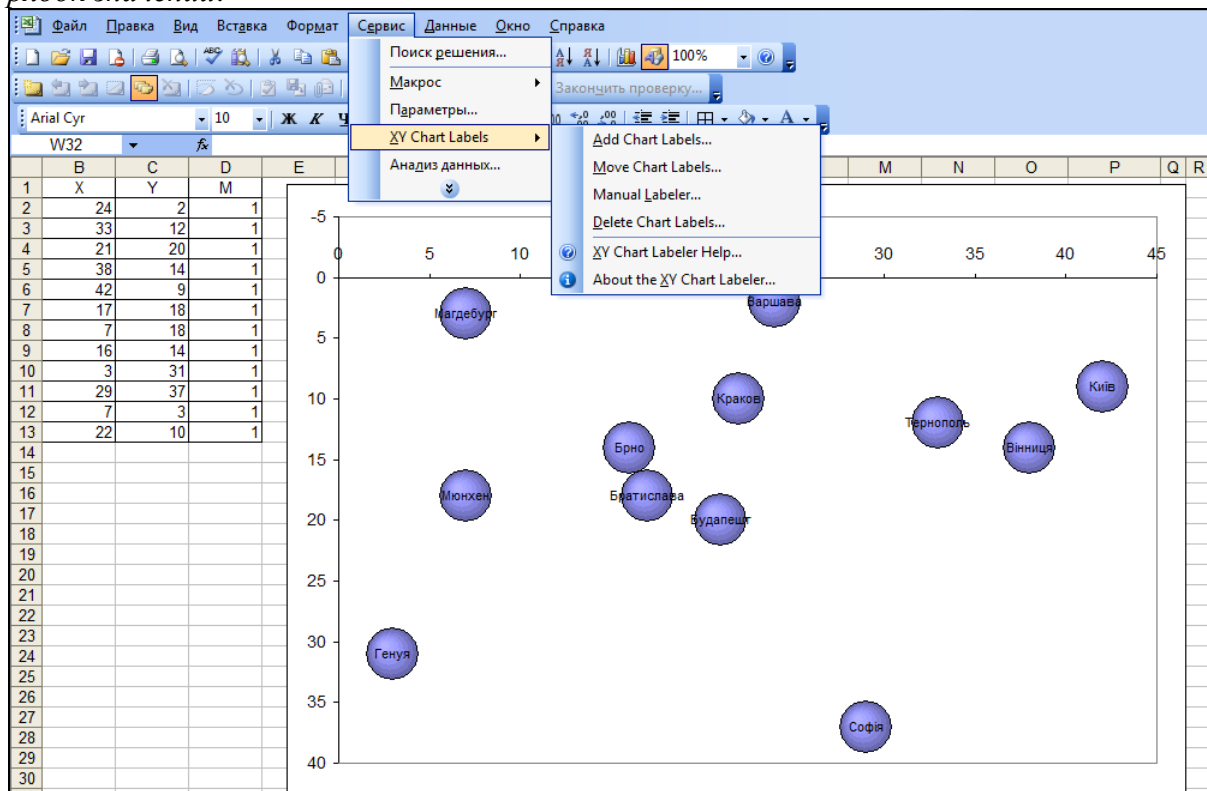 рядок значений.
Файл Правка Вид Вставка Формат Сервис Данные Окно Справка
100%
Закончить проверку...
Arial Cyr 10 Ж К Ч
W32 fx
Поиск решения...
Макрос
Параметры...
XY Chart Labels
Анализ данных...
Add Chart Labels...
Move Chart Labels...
Manual Labeler...
Delete Chart Labels...
XY Chart Labeler Help...
About the XY Chart Labeler...
B C D E M N O P Q R
1 X Y M
2 24 2 1
3 33 12 1
4 21 20 1
5 38 14 1
6 42 9 1
7 17 18 1
8 7 18 1
9 16 14 1
10 3 31 1
11 29 37 1
12 7 3 1
13 22 10 1
14
15
16
17
18
19
20
21
22
23
24
25
26
27
28
29
30
-5
0 5 10 30 35 40 45
0
5
10
15
20
25
30
35
40
Магдебург
Варшава
Київ
Краков
Тернополь
Брно
Вінниця
Мюнхен
Братислава
Будапешт
Генуя
Софія